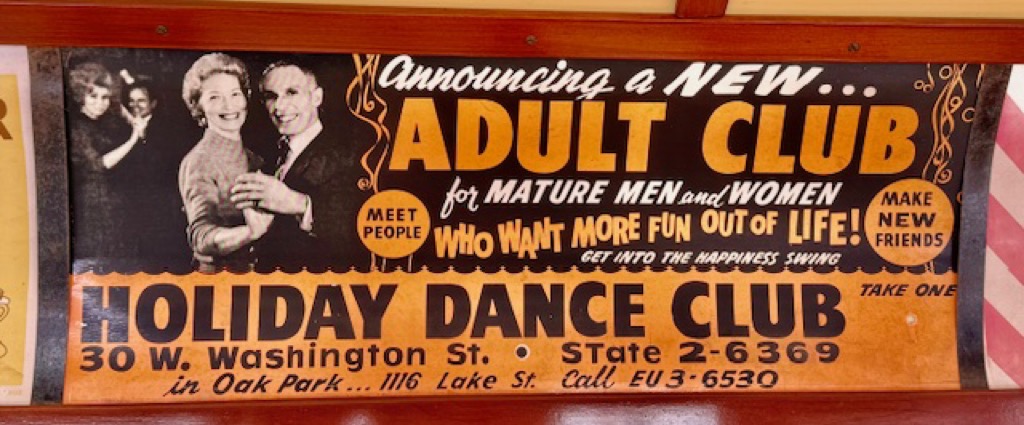 Announcing a NEW...
ADULT CLUB
for MATURE MEN and WOMEN
MEET
PEOPLE
WHO WANT MORE FUN OUT OF LIFE!
MAKE
NEW
FRIENDS
GET INTO THE HAPPINESS SWING
HOLIDAY DANCE CLUB
TAKE ONE
30 W. Washington St. • STate 2-6369
in Oak Park... 1116 Lake St. Call EU 3-6530
R